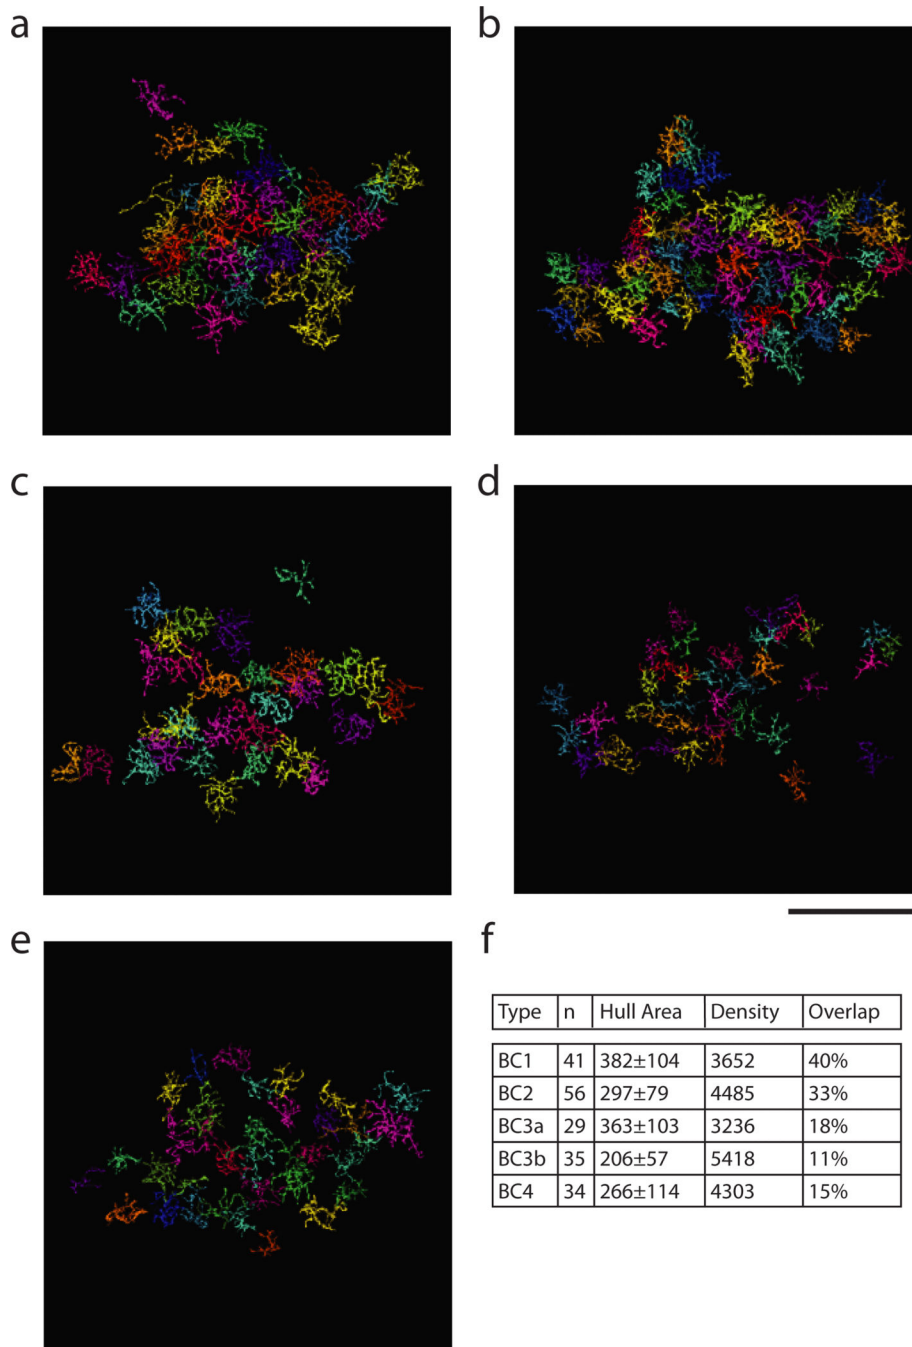 a
b
c
d
e
f
Type n Hull Area Density Overlap
BC1 41 382±104 3652 40%
BC2 56 297±79 4485 33%
BC3a 29 363±103 3236 18%
BC3b 35 206±57 5418 11%
BC4 34 266±114 4303 15%